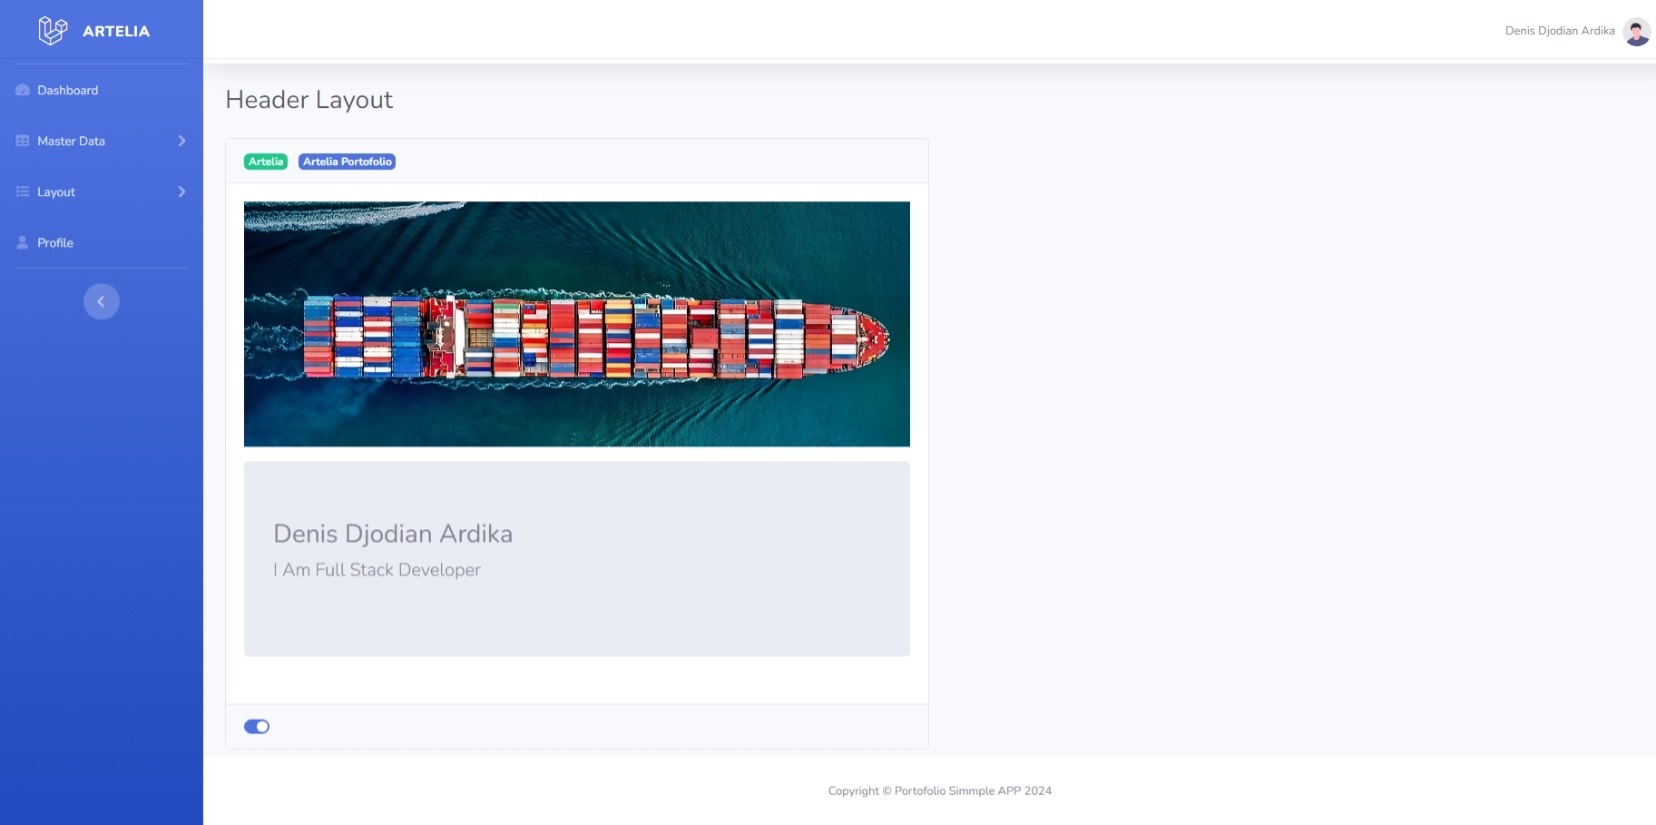 ARTELIA
Denis Djodian Ardika
Dashboard
Master Data
Layout
Profile
Header Layout
Artelia Artelia Portofolio
Denis Djodian Ardika
I Am Full Stack Developer
Copyright © Portofolio Simmple APP 2024